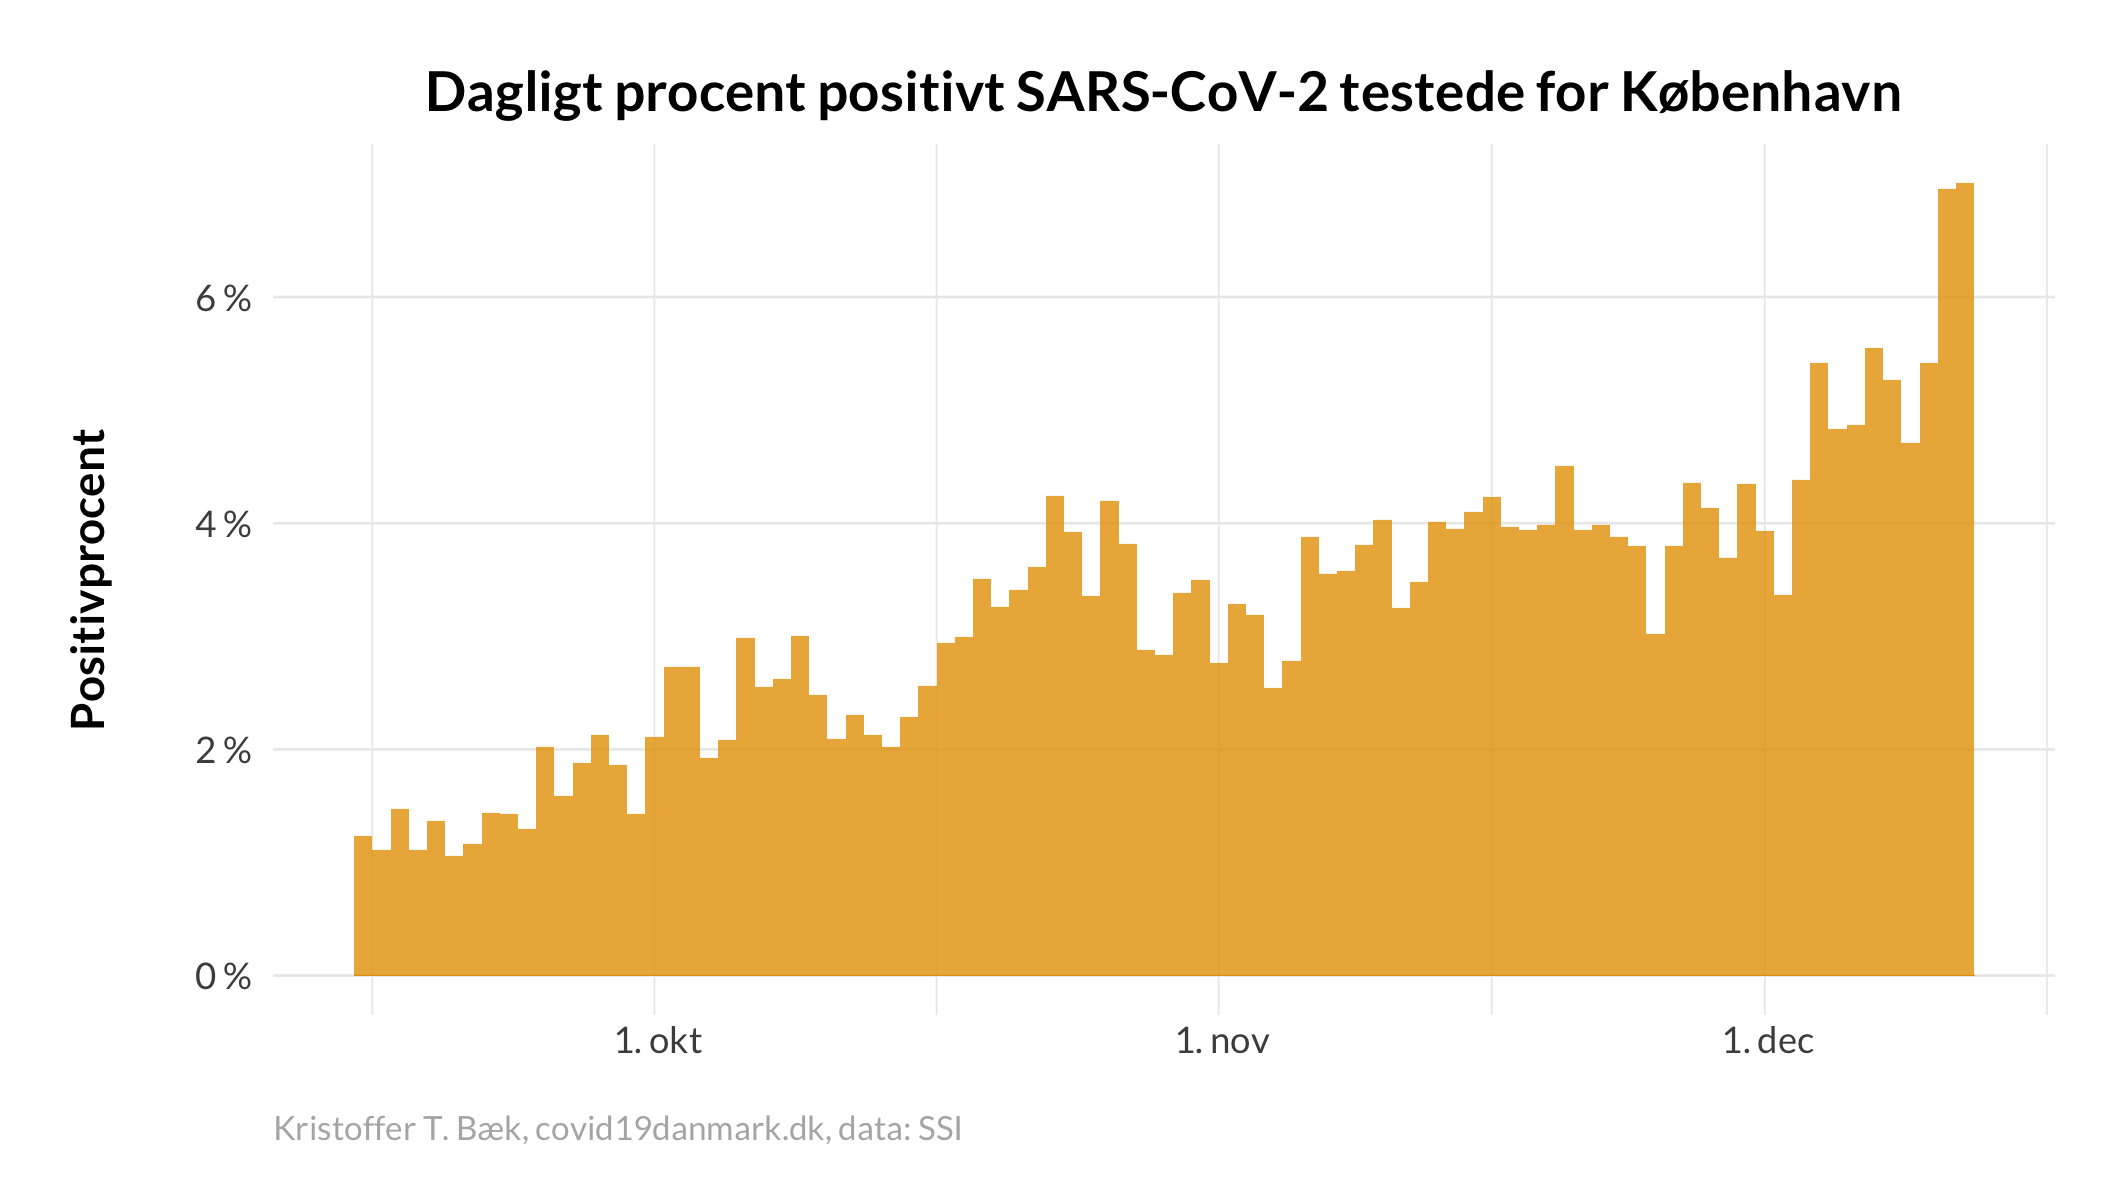 Dagligt procent positivt SARS-CoV-2 testede for København
Positivprocent
6 %
4 %
2 %
0 %
1. okt
1. nov
1. dec
Kristoffer T. Bæk, covid19danmark.dk, data: SSI